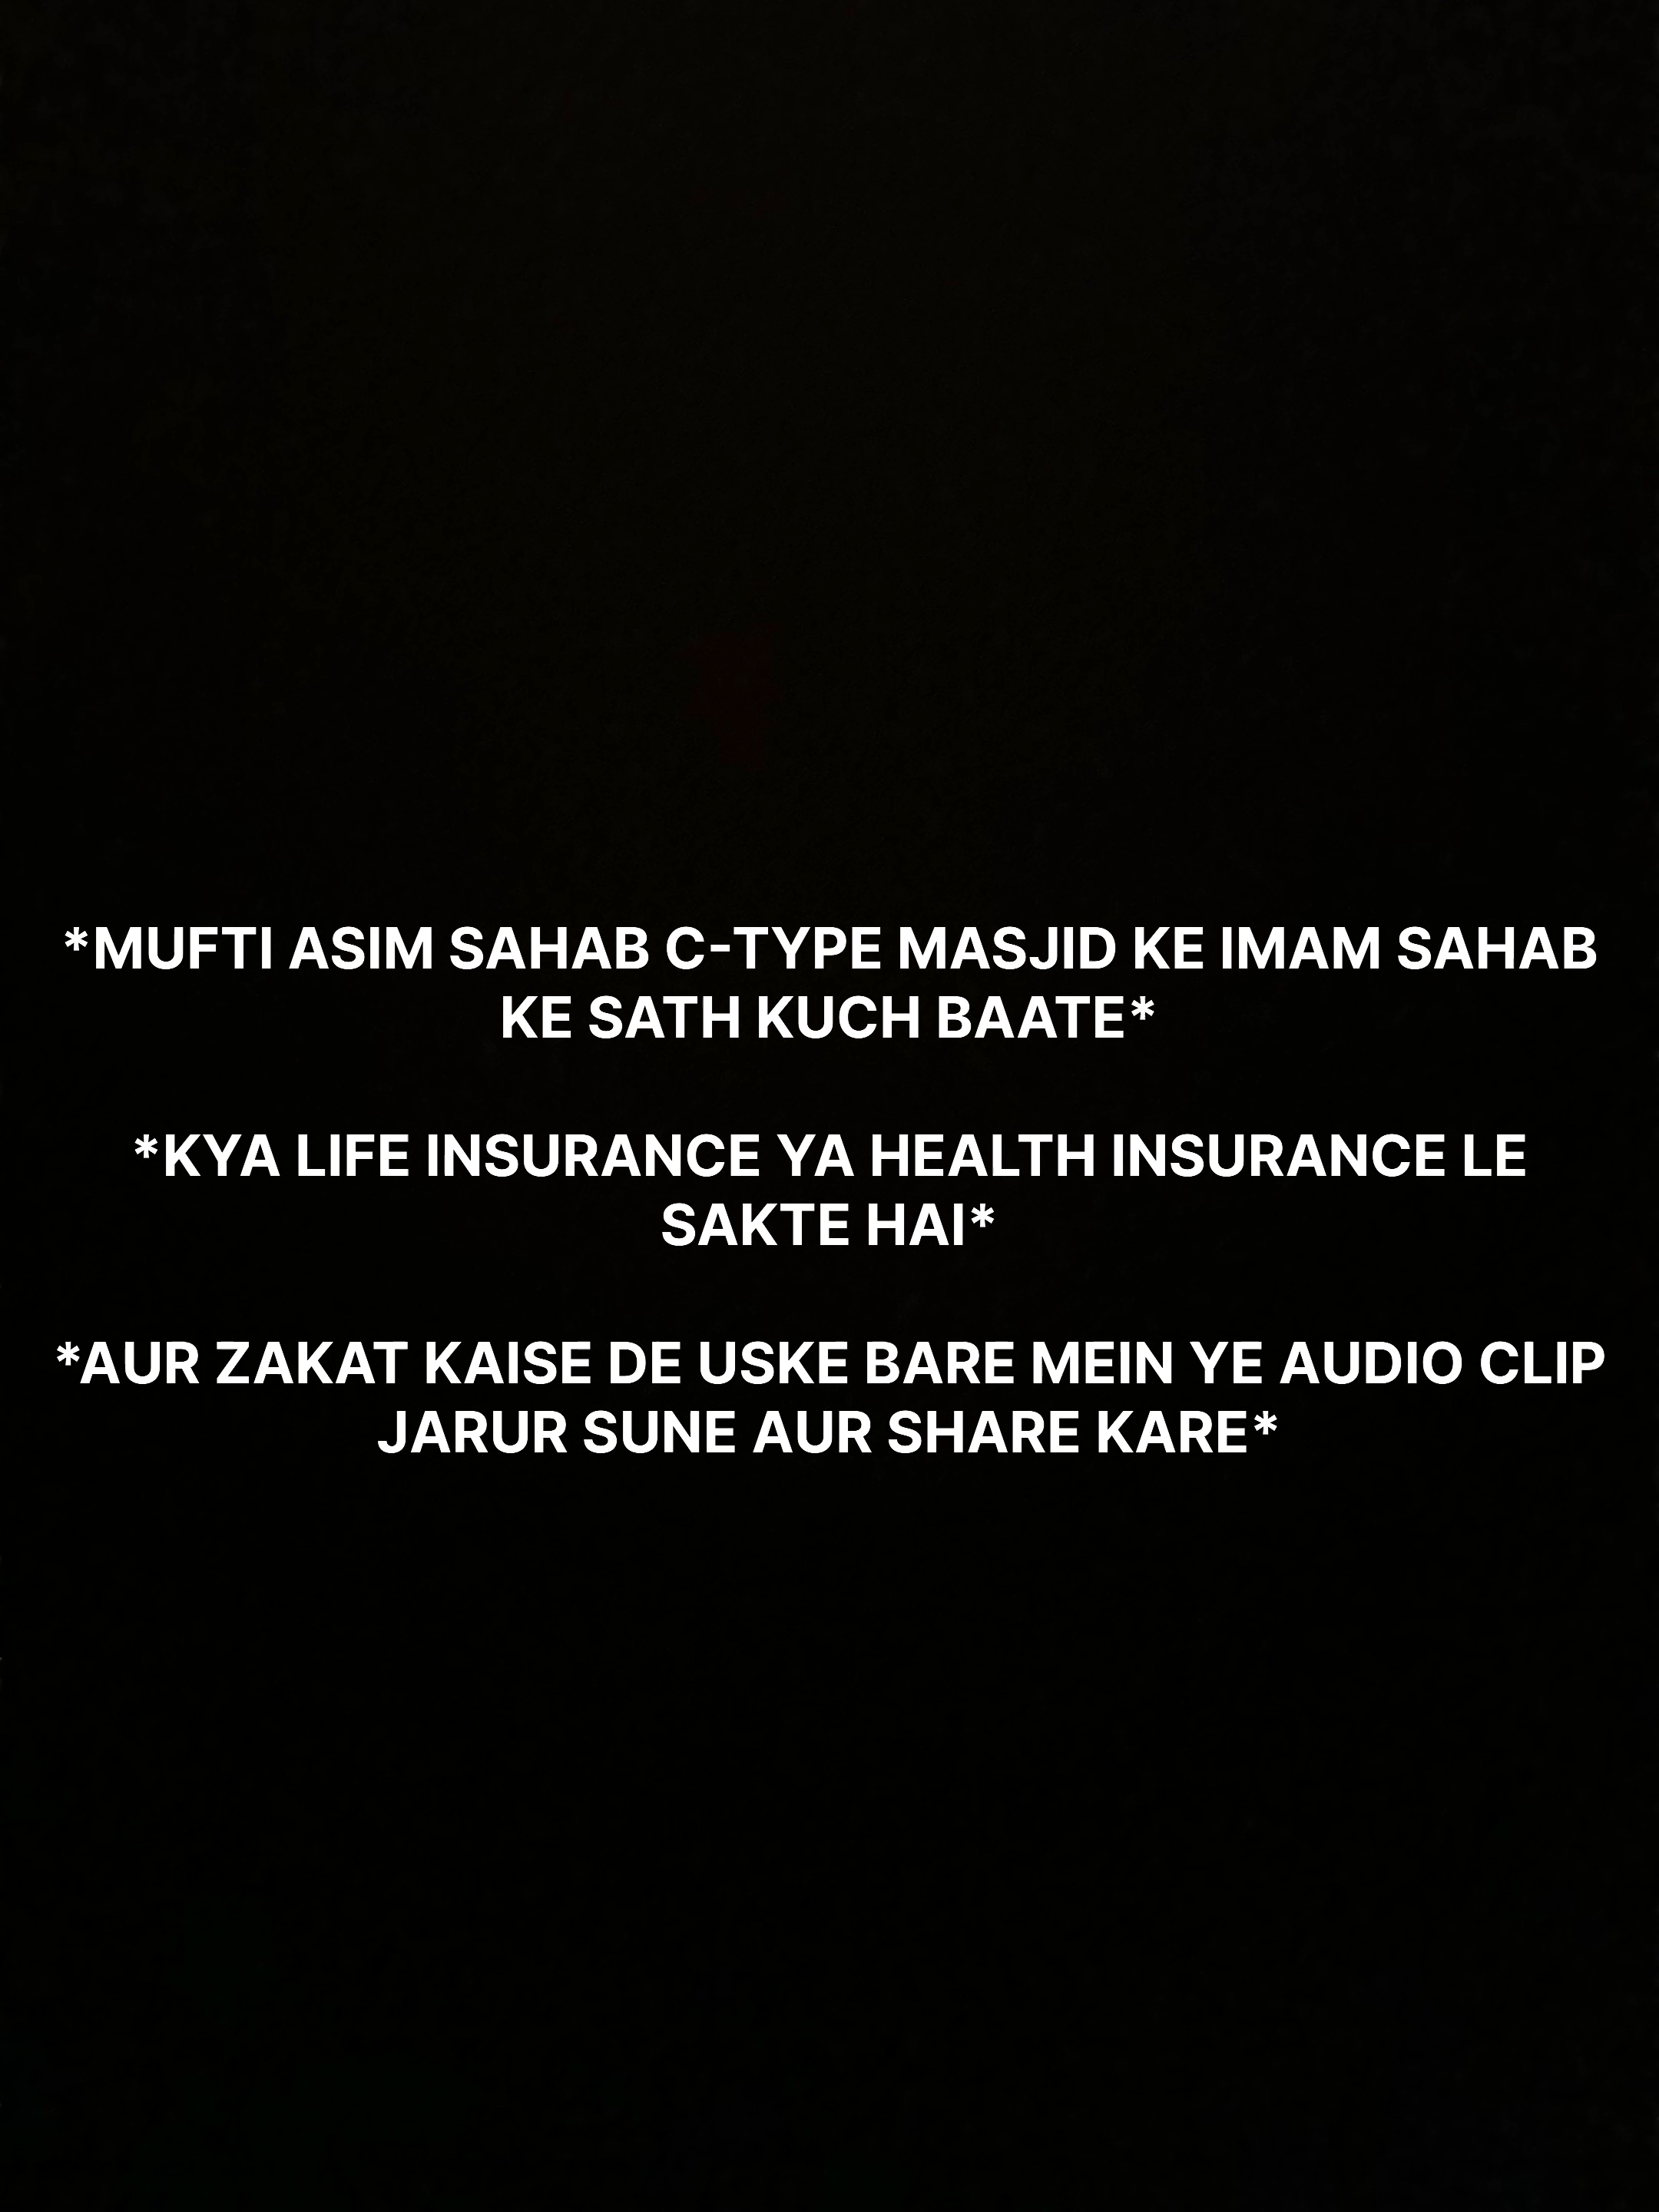 *MUFTI ASIM SAHAB C-TYPE MASJID KE IMAM SAHAB
KE SATH KUCH BAATE*
*KYA LIFE INSURANCE YA HEALTH INSURANCE LE
SAKTE HAI*
*AUR ZAKAT KAISE DE USKE BARE MEIN YE AUDIO CLIP
JARUR SUNE AUR SHARE KARE*